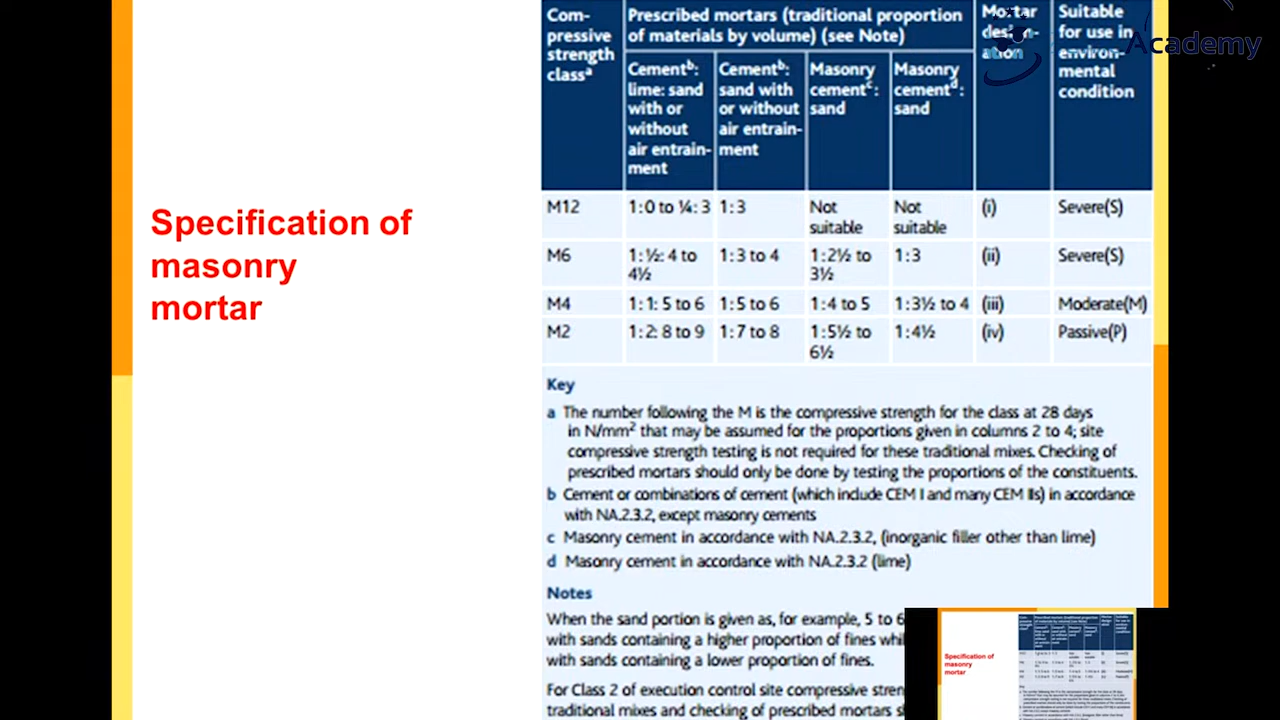 Academy
Specification of
masonry
mortar
Com-
pressive
strength
classᵃ
Prescribed mortars (traditional proportion
of materials by volume) (see Note)
Mortar
design-
ation
Suitable
for use in
environ-
mental
condition
Cementᵇ:
lime: sand
with or
without
air entrain-
ment
Cementᵇ:
sand with
or without
air entrain-
ment
Masonry
cementᶜ:
sand
Masonry
cementᵈ:
sand
M12 1:0 to ¼:3 1:3 Not suitable Not suitable (i) Severe(S)
M6 1:½:4 to 4½ 1:3 to 4 1:2½ to 3½ 1:3 (ii) Severe(S)
M4 1:1:5 to 6 1:5 to 6 1:4 to 5 1:3½ to 4 (iii) Moderate(M)
M2 1:2:8 to 9 1:7 to 8 1:5½ to 6½ 1:4½ (iv) Passive(P)
Key
a The number following the M is the compressive strength for the class at 28 days
in N/mm² that may be assumed for the proportions given in columns 2 to 4; site
compressive strength testing is not required for these traditional mixes. Checking of
prescribed mortars should only be done by testing the proportions of the constituents.
b Cement or combinations of cement (which include CEM I and many CEM IIs) in accordance
with NA.2.3.2, except masonry cements
c Masonry cement in accordance with NA.2.3.2, (inorganic filler other than lime)
d Masonry cement in accordance with NA.2.3.2 (lime)
Notes
When the sand portion is given as, for example, 5 to 6
with sands containing a higher proportion of fines
with sands containing a lower proportion of fines.
For Class 2 of execution control site compressive
traditional mixes and checking of prescribed mortars
Specification of
masonry
mortar